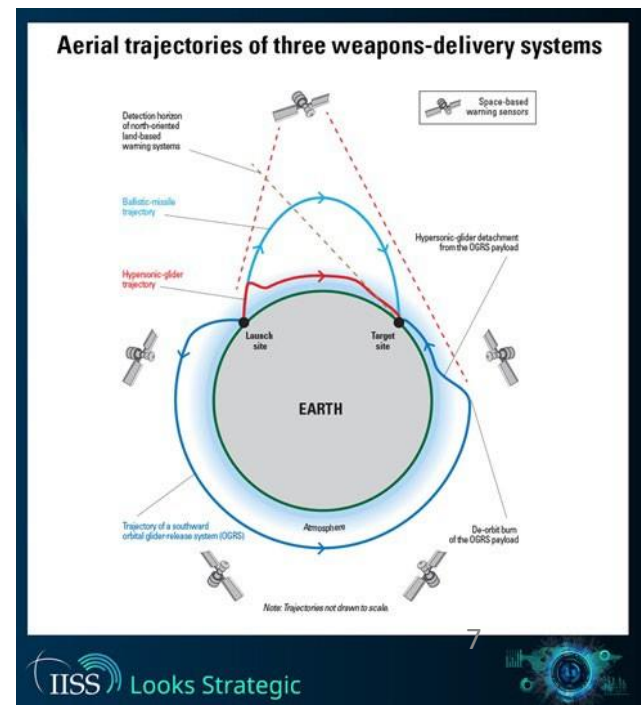 Aerial trajectories of three weapons-delivery systems
Space-based
warning sensors
Detection horizon
of north-oriented
land-based
warning systems
Ballistic-missile
trajectory
Hypersonic-glider detachment
from the OGRS payload
Hypersonic-glider
trajectory
Launch
site
Target
site
EARTH
Trajectory of a southward
orbital glider release system (OGRS)
Atmosphere
De-orbit burn
of the OGRS payload
Note: Trajectories not drawn to scale.
7
IISS Looks Strategic